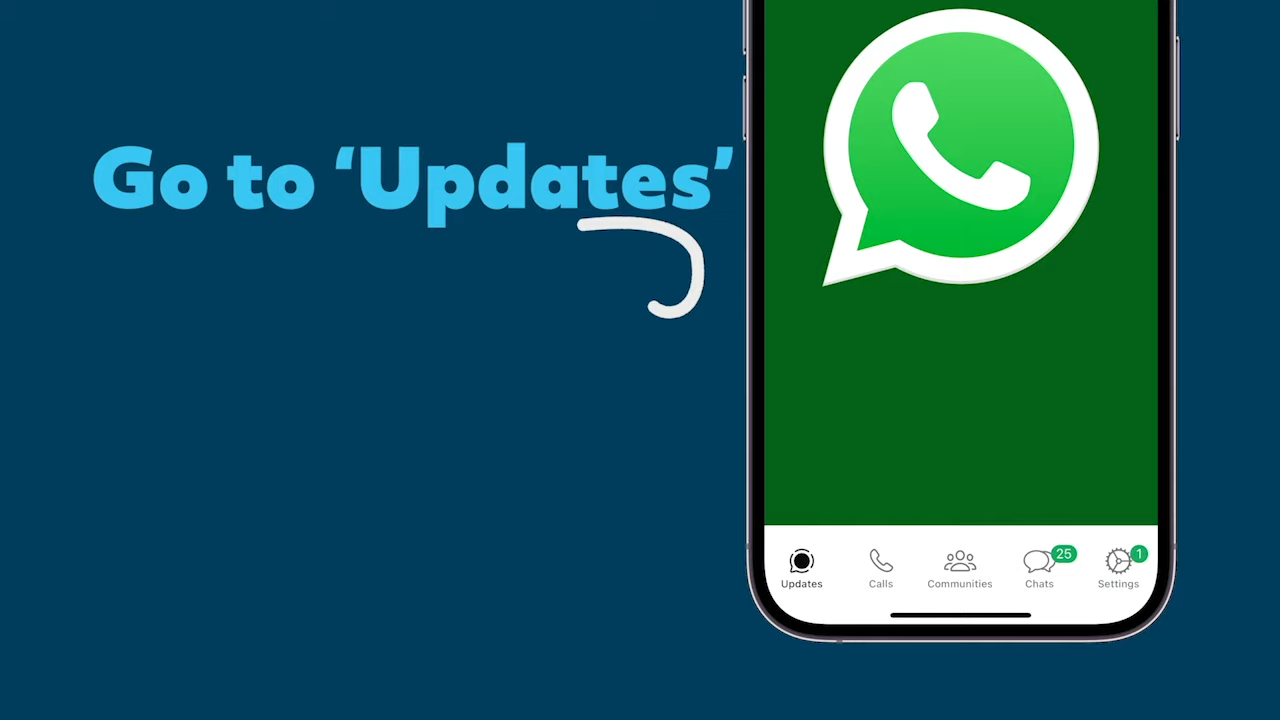 Go to ‘Updates’
25
1
Updates
Calls
Communities
Chats
Settings